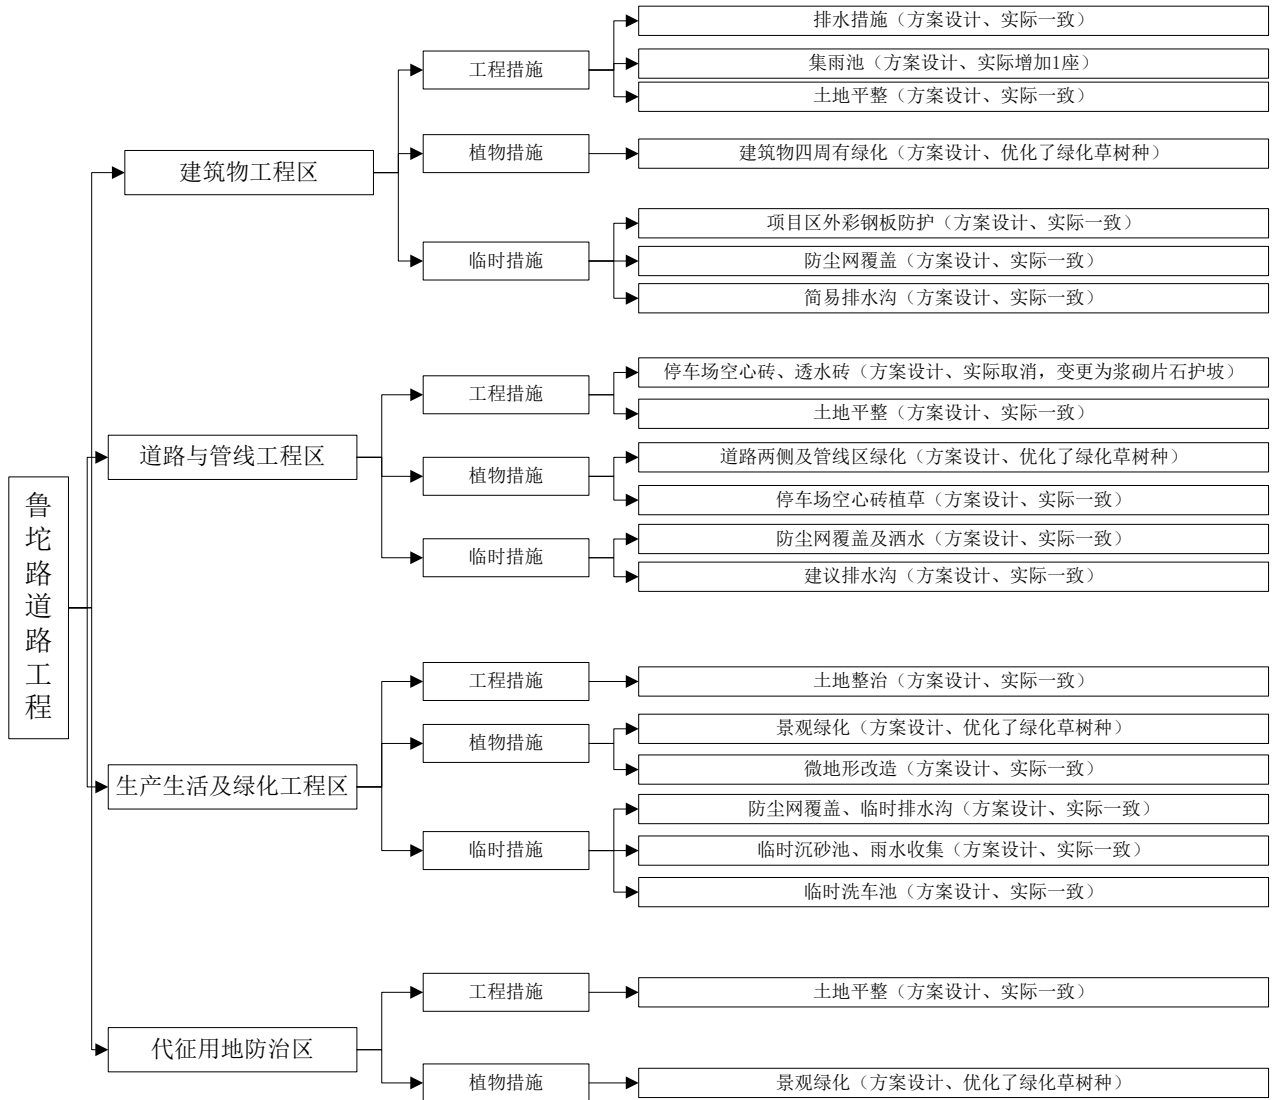 鲁坨路道路工程
建筑物工程区
工程措施
排水措施（方案设计、实际一致）
集雨池（方案设计、实际增加1座）
土地平整（方案设计、实际一致）
植物措施
建筑物四周有绿化（方案设计、优化了绿化草树种）
临时措施
项目区外彩钢板防护（方案设计、实际一致）
防尘网覆盖（方案设计、实际一致）
简易排水沟（方案设计、实际一致）
道路与管线工程区
工程措施
停车场空心砖、透水砖（方案设计、实际取消，变更为浆砌片石护坡）
土地平整（方案设计、实际一致）
植物措施
道路两侧及管线区绿化（方案设计、优化了绿化草树种）
停车场空心砖植草（方案设计、实际一致）
临时措施
防尘网覆盖及洒水（方案设计、实际一致）
建议排水沟（方案设计、实际一致）
生产生活及绿化工程区
工程措施
土地整治（方案设计、实际一致）
植物措施
景观绿化（方案设计、优化了绿化草树种）
微地形改造（方案设计、实际一致）
临时措施
防尘网覆盖、临时排水沟（方案设计、实际一致）
临时沉砂池、雨水收集（方案设计、实际一致）
临时洗车池（方案设计、实际一致）
代征用地防治区
工程措施
土地平整（方案设计、实际一致）
植物措施
景观绿化（方案设计、优化了绿化草树种）